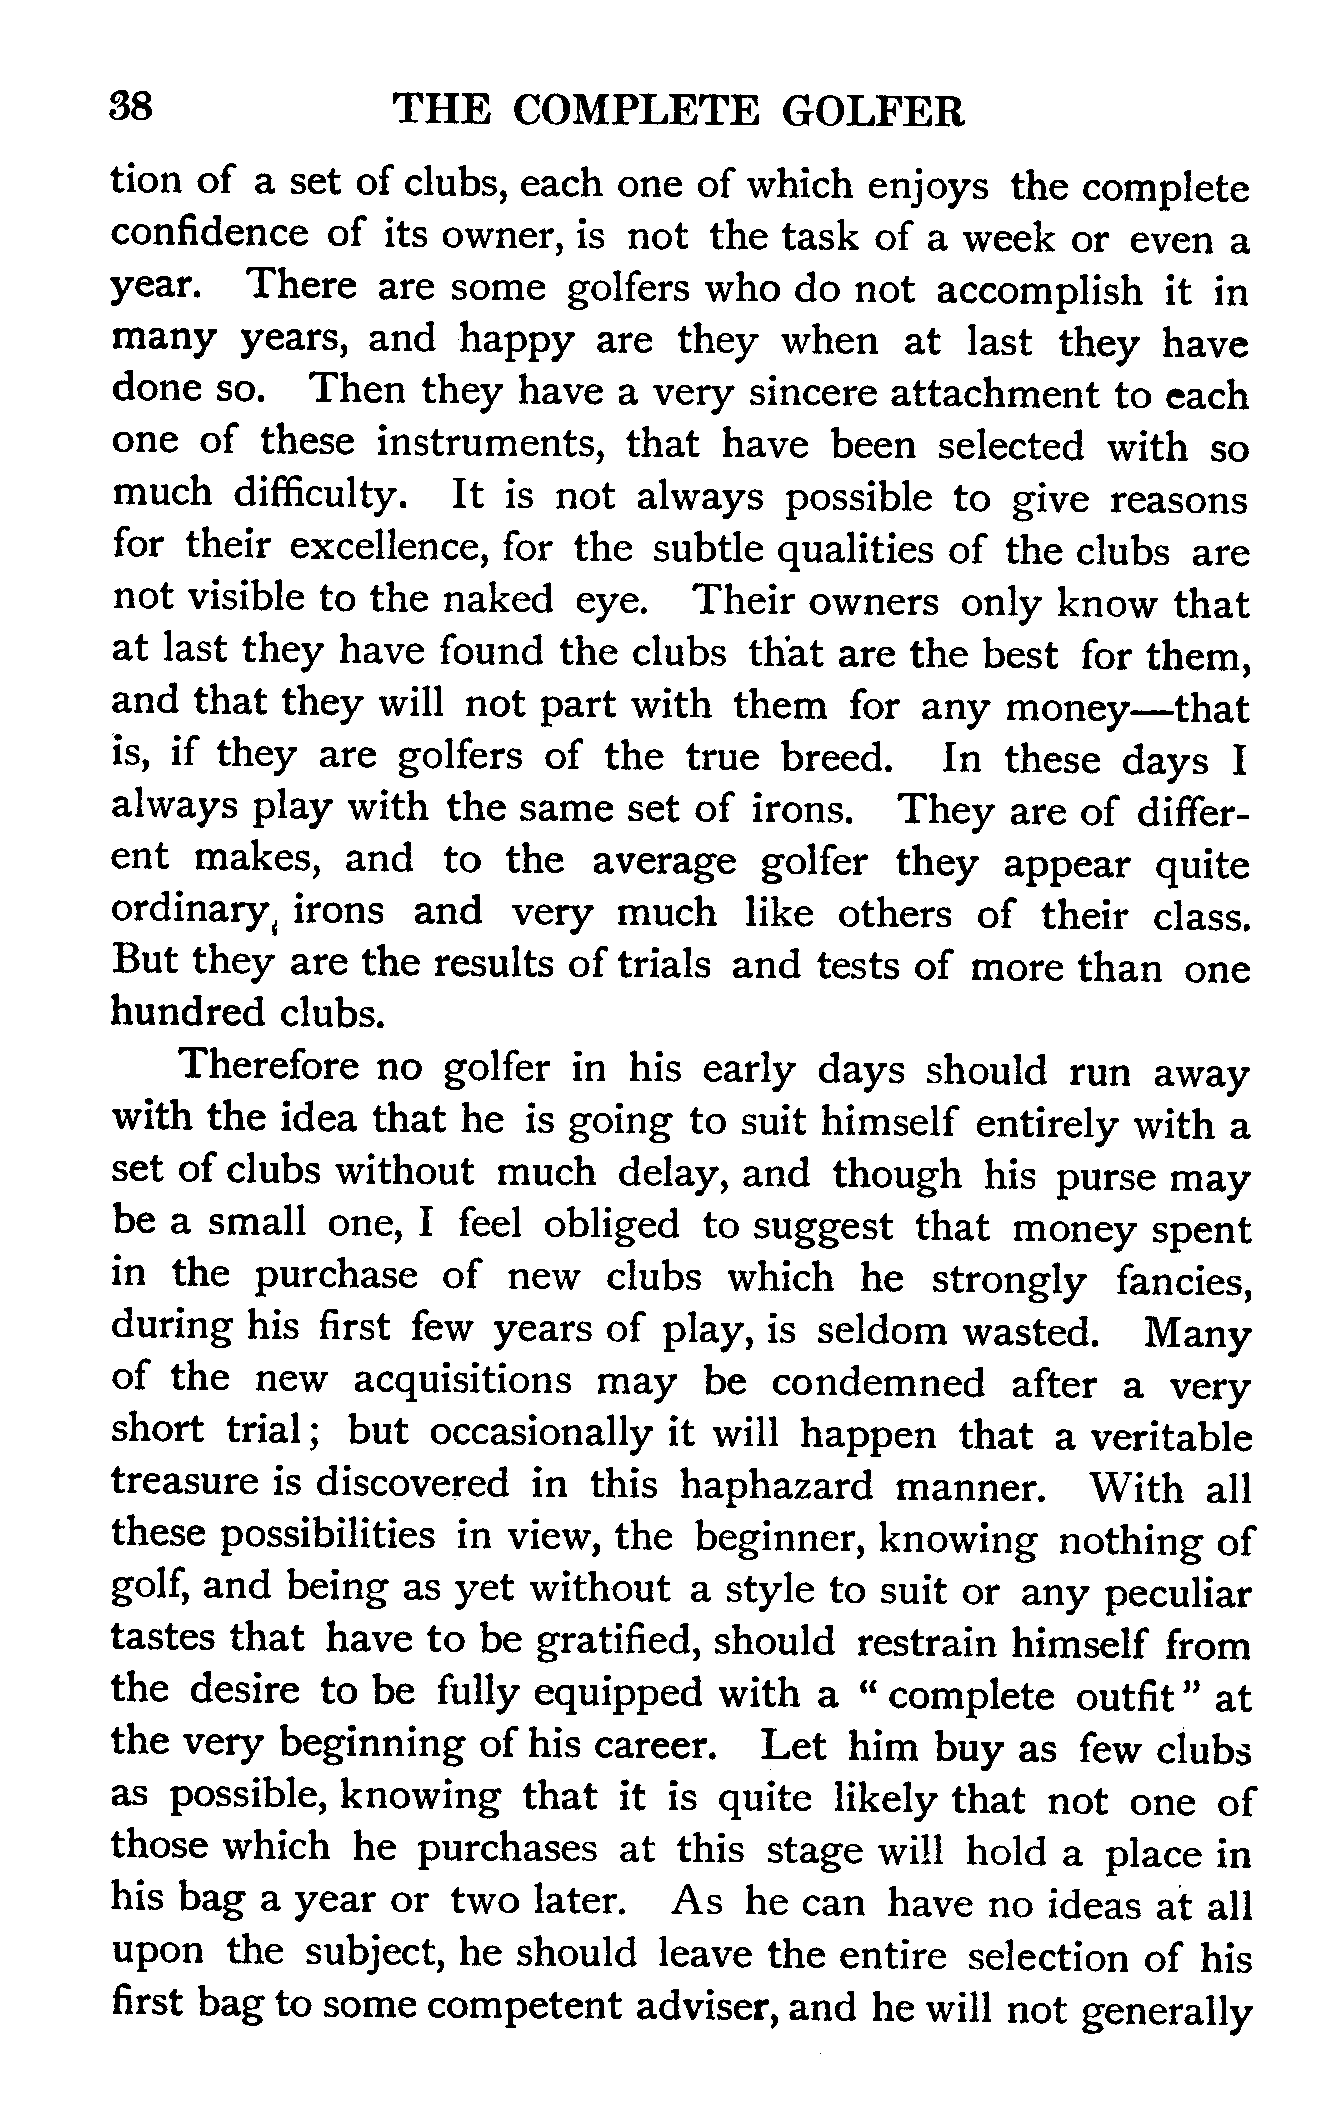 38 THE COMPLETE GOLFER
tion of a set of clubs, each one of which enjoys the complete
confidence of its owner, is not the task of a week or even a
year. There are some golfers who do not accomplish it in
many years, and happy are they when at last they have
done so. Then they have a very sincere attachment to each
one of these instruments, that have been selected with so
much difficulty. It is not always possible to give reasons
for their excellence, for the subtle qualities of the clubs are
not visible to the naked eye. Their owners only know that
at last they have found the clubs that are the best for them,
and that they will not part with them for any money—that
is, if they are golfers of the true breed. In these days I
always play with the same set of irons. They are of differ-
ent makes, and to the average golfer they appear quite
ordinary, irons and very much like others of their class.
But they are the results of trials and tests of more than one
hundred clubs.
Therefore no golfer in his early days should run away
with the idea that he is going to suit himself entirely with a
set of clubs without much delay, and though his purse may
be a small one, I feel obliged to suggest that money spent
in the purchase of new clubs which he strongly fancies,
during his first few years of play, is seldom wasted. Many
of the new acquisitions may be condemned after a very
short trial; but occasionally it will happen that a veritable
treasure is discovered in this haphazard manner. With all
these possibilities in view, the beginner, knowing nothing of
golf, and being as yet without a style to suit or any peculiar
tastes that have to be gratified, should restrain himself from
the desire to be fully equipped with a “ complete outfit” at
the very beginning of his career. Let him buy as few clubs
as possible, knowing that it is quite likely that not one of
those which he purchases at this stage will hold a place in
his bag a year or two later. As he can have no ideas at all
upon the subject, he should leave the entire selection of his
first bag to some competent adviser, and he will not generally